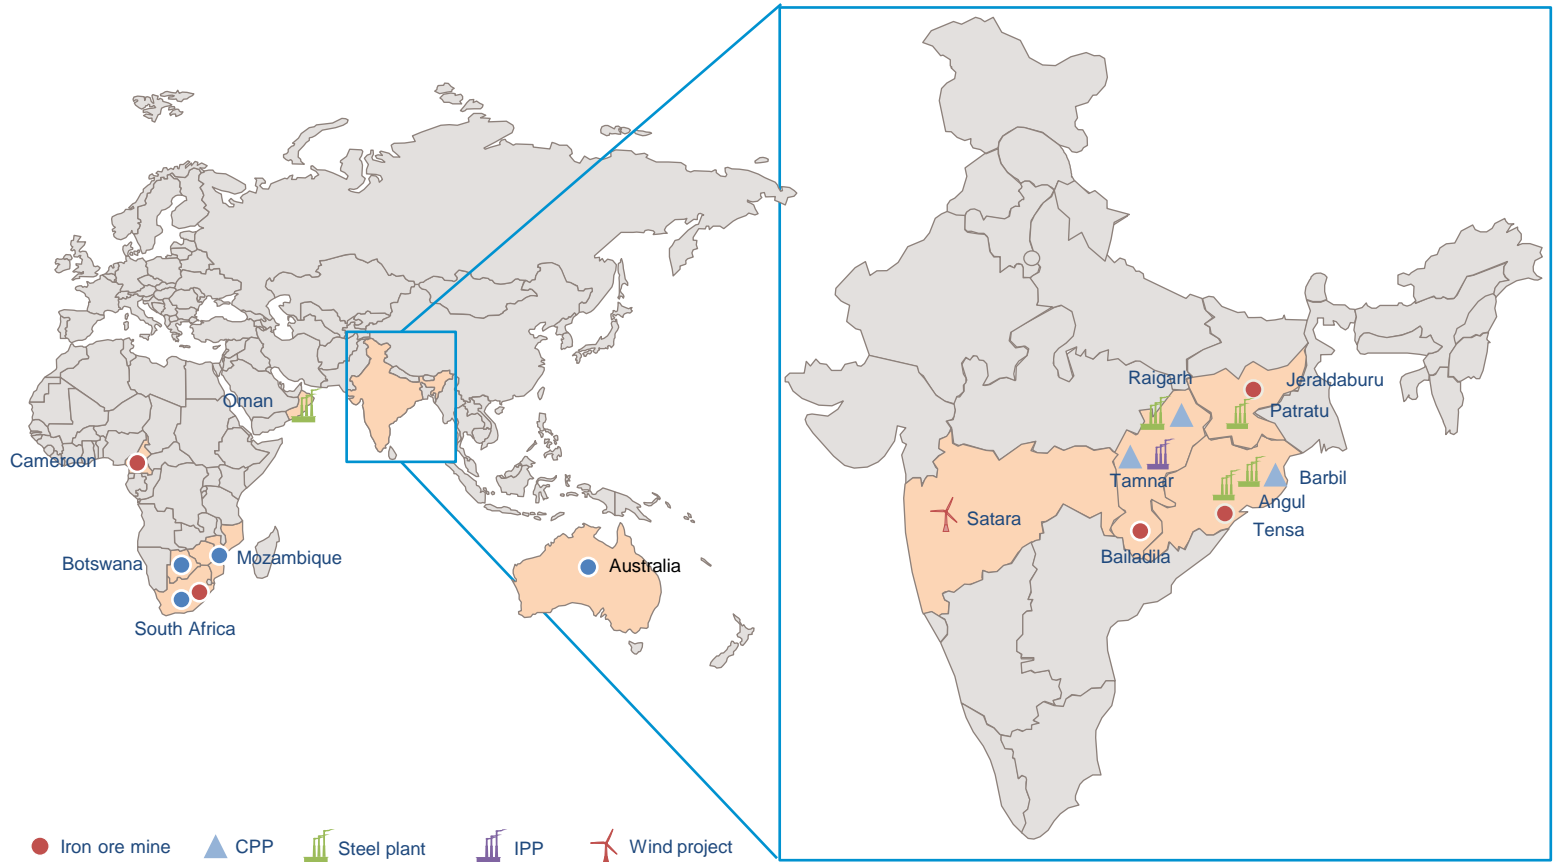 Oman
Cameroon
Botswana
Mozambique
South Africa
Australia
Raigarh
Jeraldaburu
Patratu
Tamnar
Barbil
Angul
Satara
Tensa
Bailadila
Iron ore mine
CPP
Steel plant
IPP
Wind project